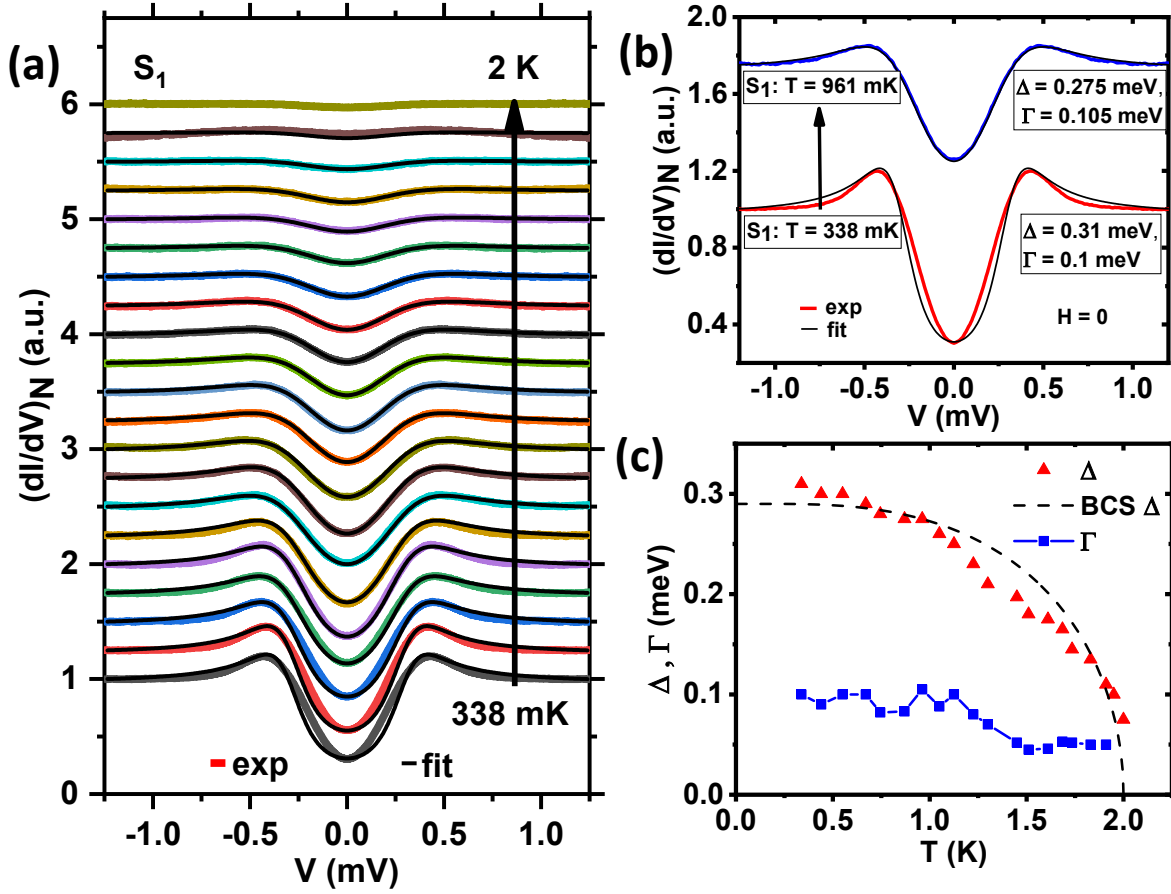 (a)
S1
2 K
6
5
4
3
2
1
0
(dI/dV)N (a.u.)
338 mK
exp
fit
-1.0 -0.5 0.0 0.5 1.0
V (mV)
(b)
1.8
1.2
0.4
(dI/dV)N (a.u.)
S1: T = 961 mK
Δ = 0.275 meV,
Γ = 0.105 meV
S1: T = 338 mK
Δ = 0.31 meV,
Γ = 0.1 meV
exp
fit
H = 0
-1.0 -0.5 0.0 0.5 1.0
V (mV)
(c)
Δ
BCS Δ
Γ
0.3
0.2
0.1
0.0
Δ, Γ (meV)
0.0 0.5 1.0 1.5 2.0
T (K)